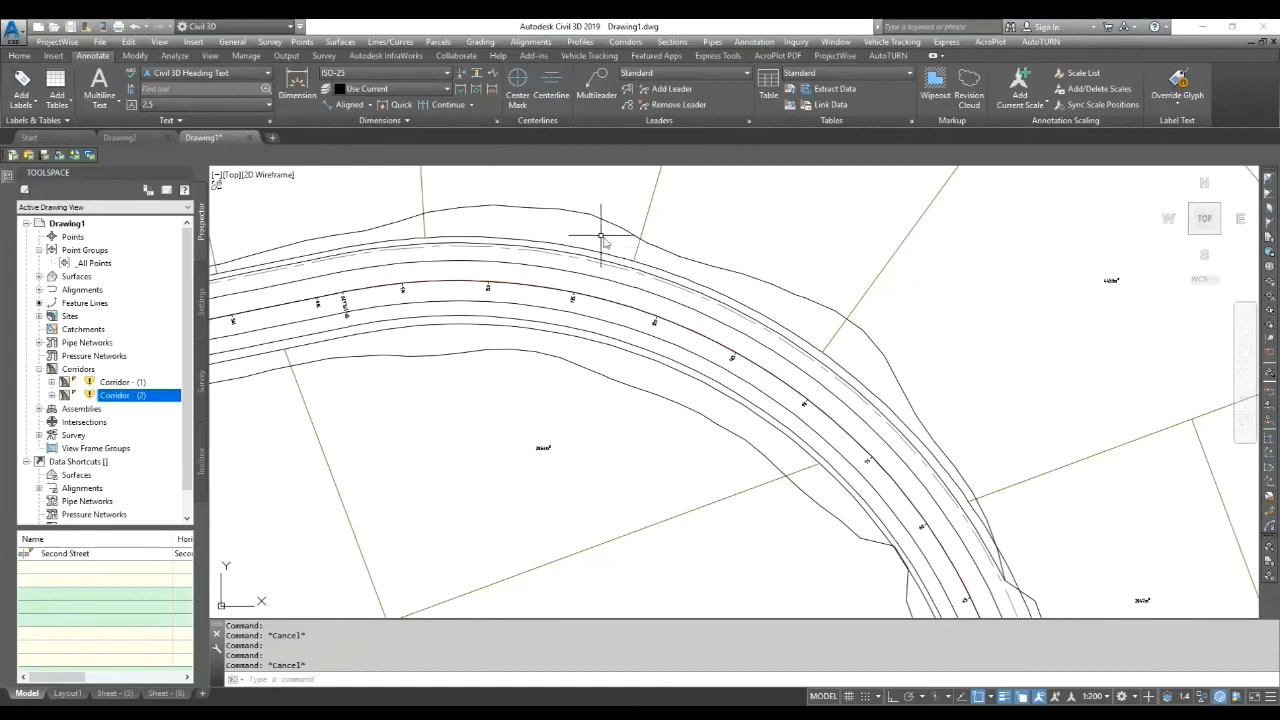 Civil 3D
Autodesk Civil 3D 2019 Drawing1.dwg
Type a keyword or phrase
Sign In
ProjectWise File Edit View Insert General Survey Points Surfaces Lines/Curves Parcels Grading Alignments Profiles Corridors Sections Pipes Annotation Inquiry Window Vehicle Tracking Express AcroPlot AutoTURN
Home Insert Annotate Modify Analyze View Manage Output Survey Autodesk InfraWorks Collaborate Help Add-ins Vehicle Tracking Featured Apps Express Tools AcroPlot PDF ProjectWise AutoTURN
Add Labels
Add Tables
Labels & Tables
Multiline Text
Civil 3D Heading Text
Find text
2.5
Text
Dimension
ISO-25
Use Current
Aligned Quick Continue
Dimensions
Center Mark
Centerline
Centerlines
Multileader
Standard
Add Leader
Remove Leader
Leaders
Table
Standard
Extract Data
Link Data
Tables
Wipeout
Revision Cloud
Markup
Add Current Scale
Scale List
Add/Delete Scales
Sync Scale Positions
Annotation Scaling
Override Glyph
Label Text
Start Drawing2 Drawing1*
TOOLSPACE
Active Drawing View
Drawing1
Points
Point Groups
_All Points
Surfaces
Alignments
Feature Lines
Sites
Catchments
Pipe Networks
Pressure Networks
Corridors
Corridor - (1)
Corridor - (2)
Assemblies
Intersections
Survey
View Frame Groups
Data Shortcuts []
Surfaces
Alignments
Pipe Networks
Pressure Networks
Name Hori
Second Street Seco
Prospector
Settings
Survey
Toolbox
[−][Top][2D Wireframe]
N
W TOP E
S
WCS
Y
X
Command:
Command: *Cancel*
Command:
Command:
Command: *Cancel*
Type a command
Model Layout1 Sheet - (5) Sheet - (6)
MODEL 1:200 1.4